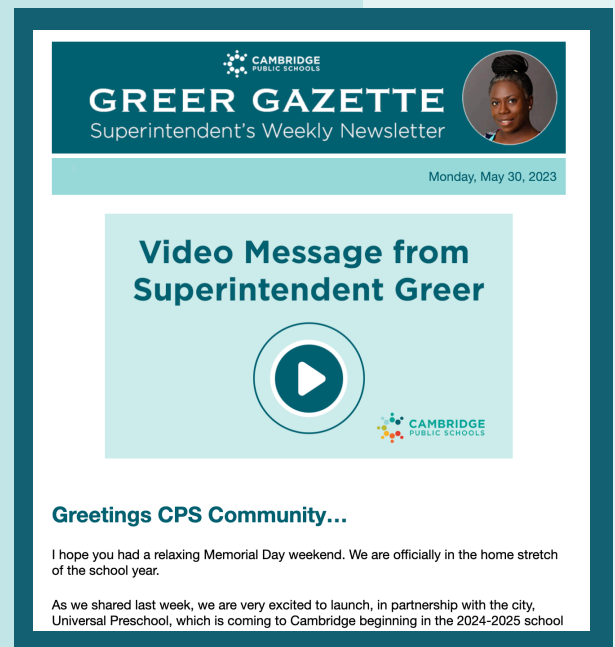 CAMBRIDGE
PUBLIC SCHOOLS
GREER GAZETTE
Superintendent's Weekly Newsletter
Monday, May 30, 2023
Video Message from
Superintendent Greer
CAMBRIDGE
PUBLIC SCHOOLS
Greetings CPS Community…
I hope you had a relaxing Memorial Day weekend. We are officially in the home stretch
of the school year.
As we shared last week, we are very excited to launch, in partnership with the city,
Universal Preschool, which is coming to Cambridge beginning in the 2024-2025 school